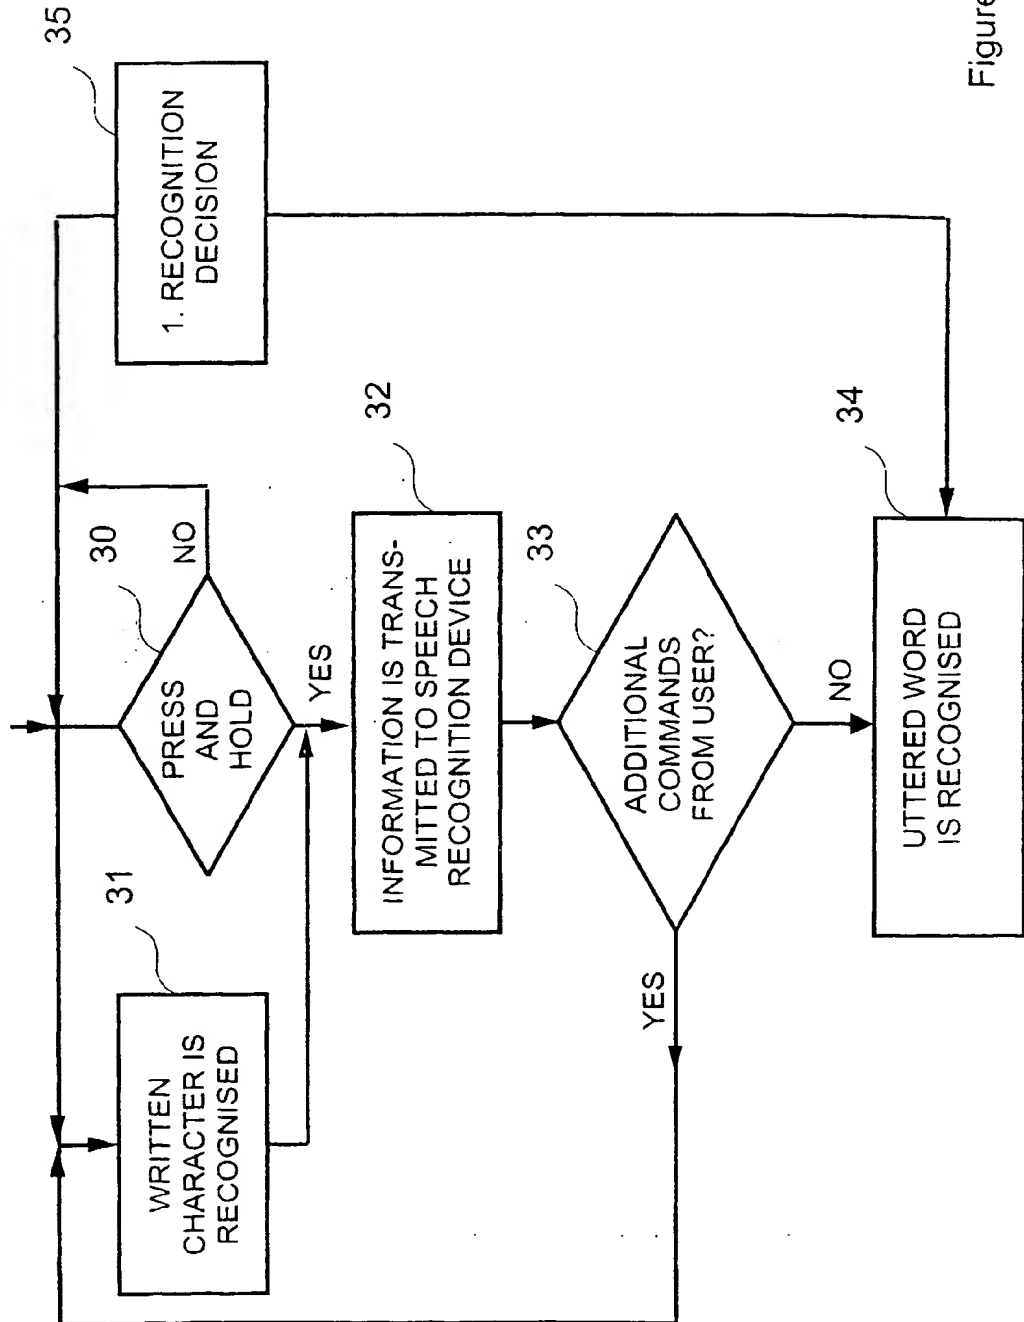 31
WRITTEN
CHARACTER IS
RECOGNISED
30
PRESS
AND
HOLD
NO
YES
35
1. RECOGNITION
DECISION
32
INFORMATION IS TRANS-
MITTED TO SPEECH
RECOGNITION DEVICE
33
ADDITIONAL
COMMANDS
FROM USER?
YES
NO
34
UTTERED WORD
IS RECOGNISED
Figure